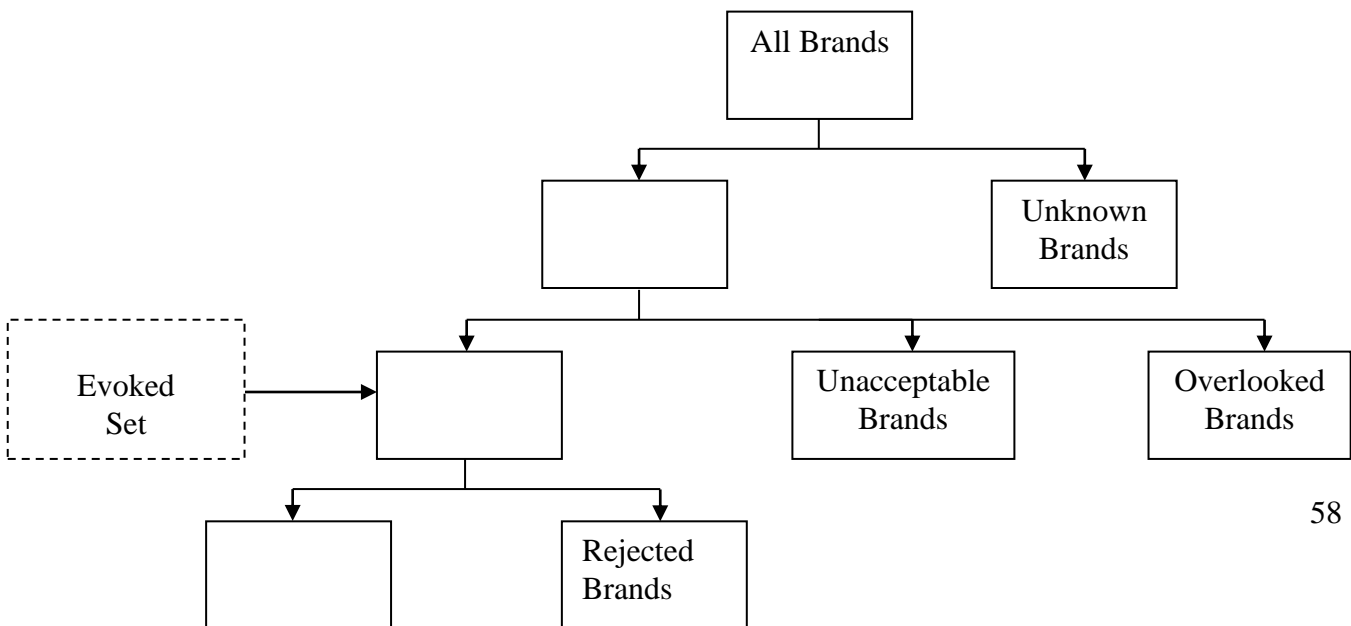 All Brands
Unknown
Brands
Evoked
Set
Unacceptable
Brands
Overlooked
Brands
58
Rejected
Brands